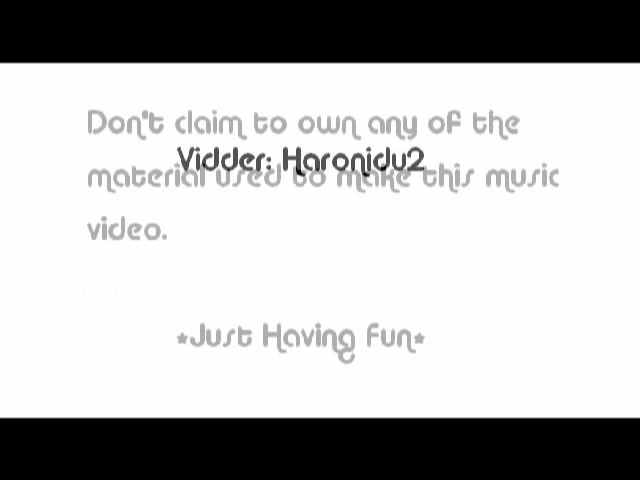 Don't claim to own any of the
Vidder: Haronidu2
material used to make this music
video.
*Just Having Fun*